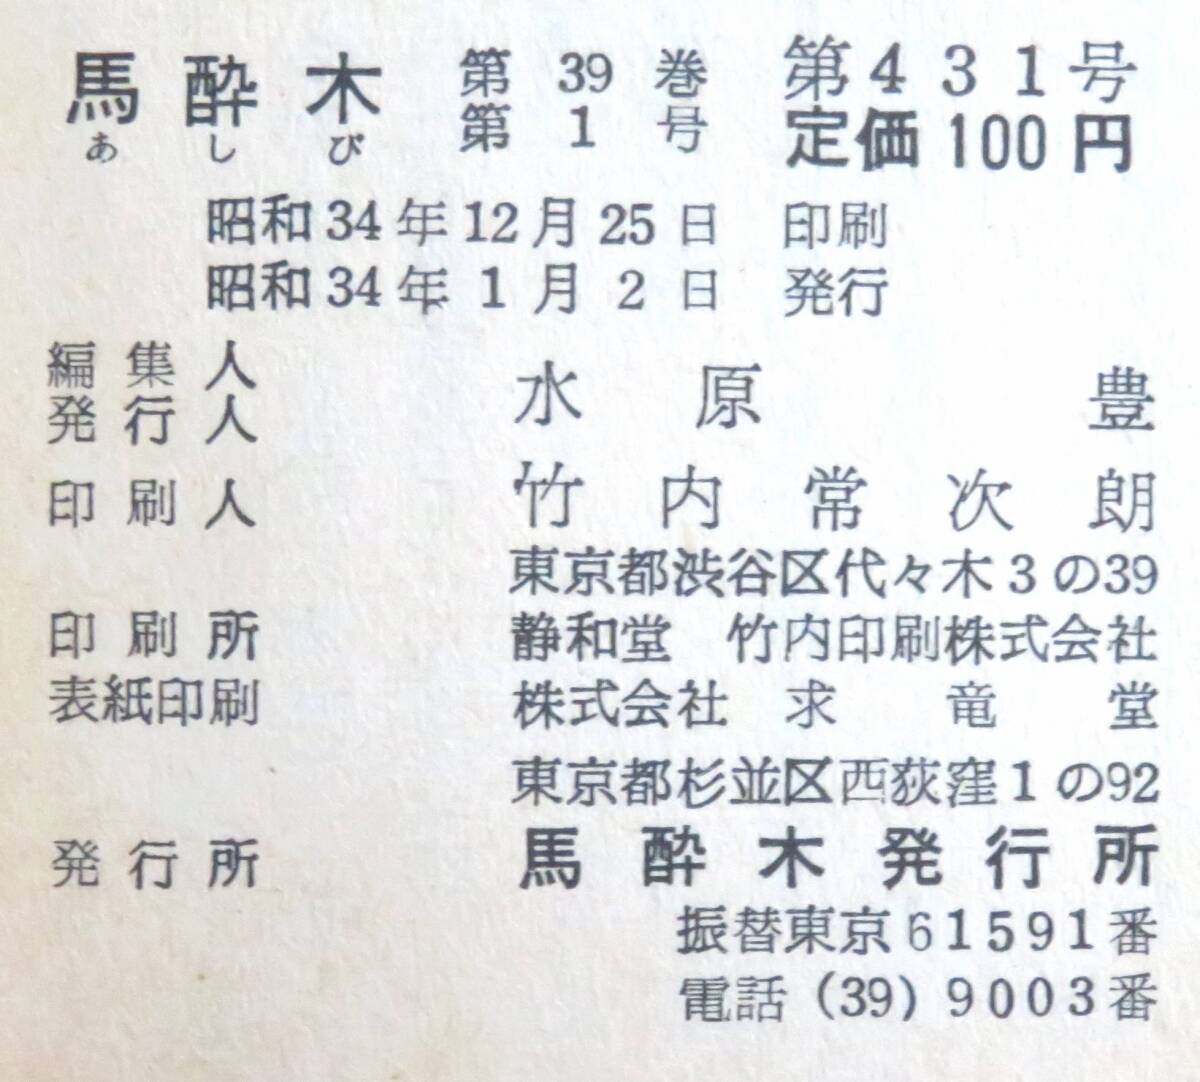 馬酔木 第39巻 第431号
あしび 第1号 定価100円
昭和34年12月25日 印刷
昭和34年1月2日 発行
編集人
発行人 水原 豊
印刷人 竹内常次朗
東京都渋谷区代々木3の39
印刷所 静和堂 竹内印刷株式会社
表紙印刷 株式会社 求竜堂
東京都杉並区西荻窪1の92
発行所 馬酔木発行所
振替東京61591番
電話(39)9003番